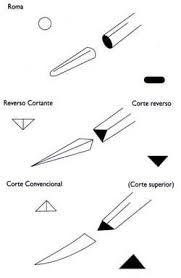 Roma
Reverso Cortante
Corte reverso
Corte Convencional
(Corte superior)